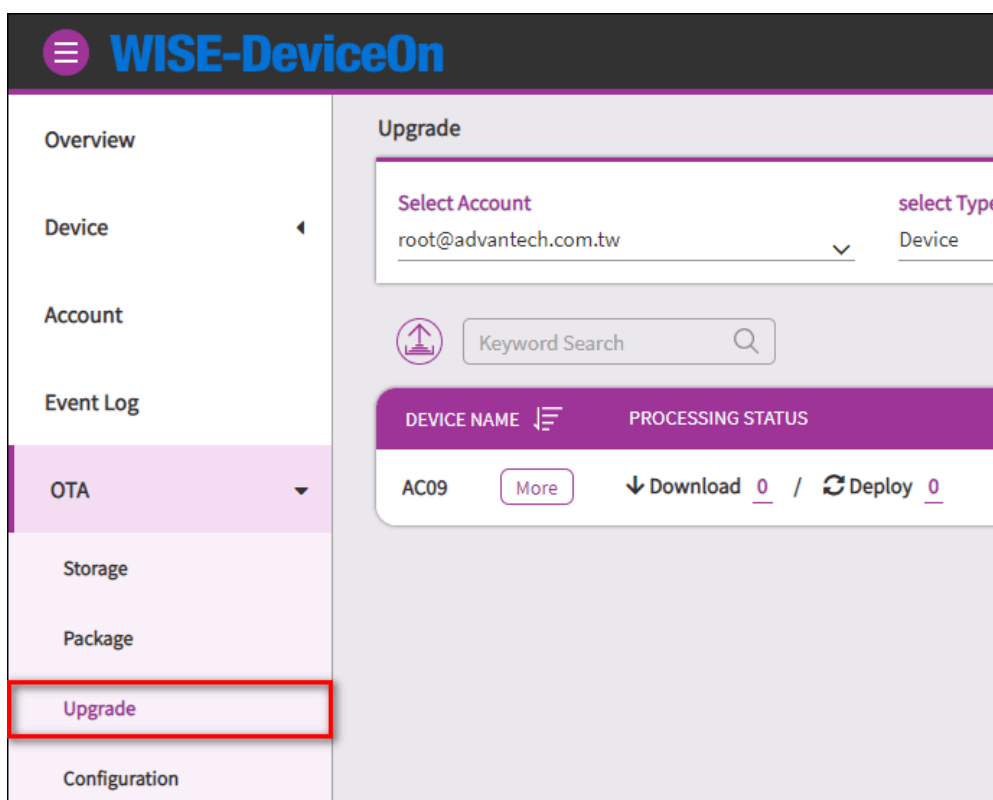 WISE-DeviceOn
Overview
Device
Account
Event Log
OTA
Storage
Package
Upgrade
Configuration
Upgrade
Select Account
root@advantech.com.tw
select Type
Device
Keyword Search
DEVICE NAME PROCESSING STATUS
AC09 More Download 0 / Deploy 0